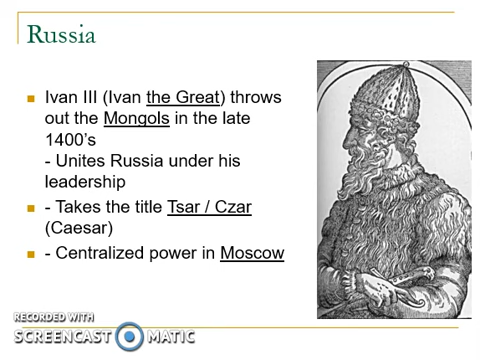 Russia
Ivan III (Ivan the Great) throws
out the Mongols in the late
1400's
- Unites Russia under his
leadership
- Takes the title Tsar / Czar
(Caesar)
- Centralized power in Moscow
RECORDED WITH
SCREENCAST MATIC